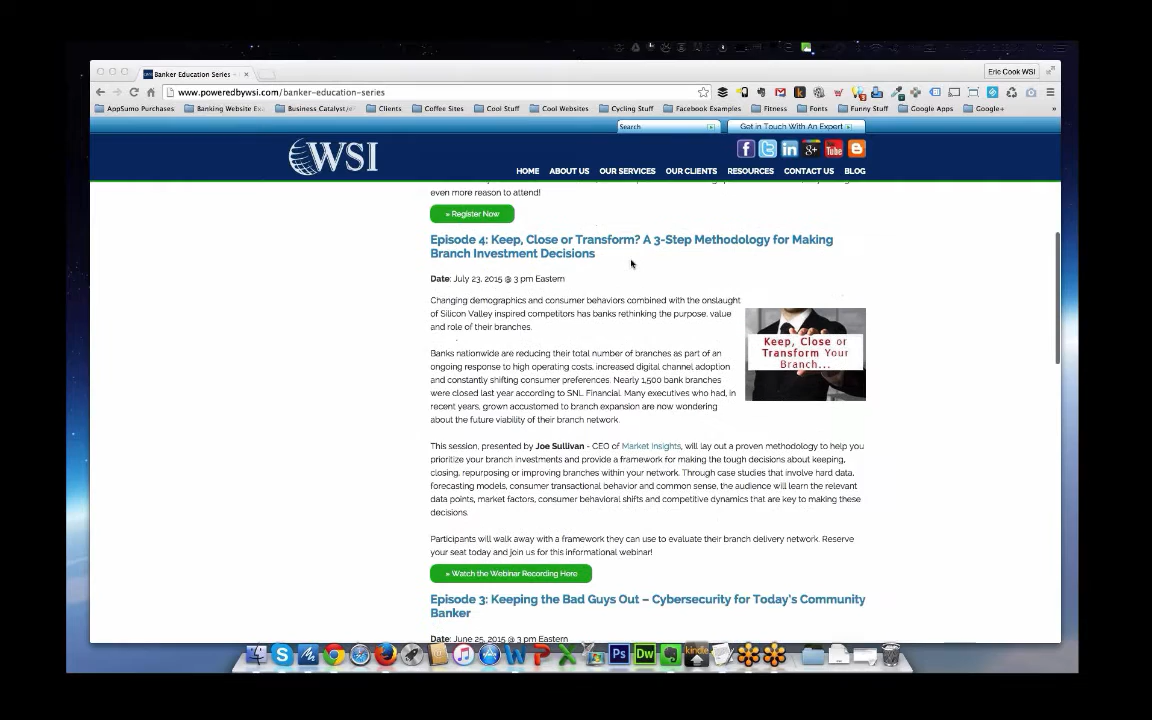 Banker Education Series -
Eric Cook WSI
www.poweredbywsi.com/banker-education-series
AppSumo Purchases
Banking Website Exa
Business Catalyst/
Clients
Coffee Sites
Cool Stuff
Cool Websites
Cycling Stuff
Facebook Examples
Fitness
Fonts
Funny Stuff
Google Apps
Google+
»
Search
Get in Touch With An Expert
WSI
HOME ABOUT US OUR SERVICES OUR CLIENTS RESOURCES CONTACT US BLOG
even more reason to attend!
» Register Now
Episode 4: Keep, Close or Transform? A 3-Step Methodology for Making
Branch Investment Decisions
Date: July 23, 2015 @ 3 pm Eastern
Changing demographics and consumer behaviors combined with the onslaught
of Silicon Valley inspired competitors has banks rethinking the purpose, value
and role of their branches.
Keep, Close or
Transform Your
Branch...
Banks nationwide are reducing their total number of branches as part of an
ongoing response to high operating costs, increased digital channel adoption
and constantly shifting consumer preferences. Nearly 1,500 bank branches
were closed last year according to SNL Financial. Many executives who had, in
recent years, grown accustomed to branch expansion are now wondering
about the future viability of their branch network.
This session, presented by Joe Sullivan - CEO of Market Insights, will lay out a proven methodology to help you
prioritize your branch investments and provide a framework for making the tough decisions about keeping,
closing, repurposing or improving branches within your network. Through case studies that involve hard data,
forecasting models, consumer transactional behavior and common sense, the audience will learn the relevant
data points, market factors, consumer behavioral shifts and competitive dynamics that are key to making these
decisions.
Participants will walk away with a framework they can use to evaluate their branch delivery network. Reserve
your seat today and join us for this informational webinar!
» Watch the Webinar Recording Here
Episode 3: Keeping the Bad Guys Out – Cybersecurity for Today's Community
Banker
Date: June 25, 2015 @ 3 pm Eastern
Ps
Dw
kindle